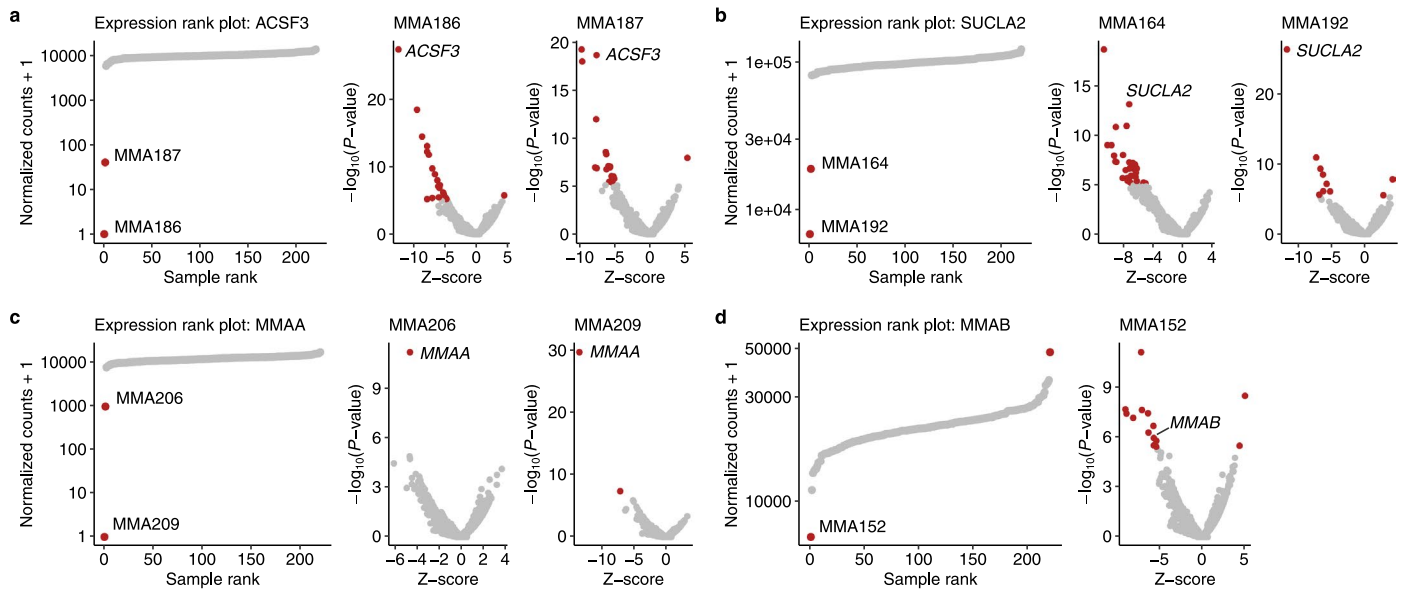 a
Expression rank plot: ACSF3
Normalized counts + 1
10000
1000
100
10
1
MMA187
MMA186
0 50 100 150 200
Sample rank
MMA186
−log10(P−value)
20
10
0
ACSF3
−10 −5 0 5
Z−score
MMA187
−log10(P−value)
20
15
10
5
0
ACSF3
−10 −5 0 5
Z−score
b
Expression rank plot: SUCLA2
Normalized counts + 1
1e+05
3e+04
1e+04
MMA164
MMA192
0 50 100 150 200
Sample rank
MMA164
−log10(P−value)
15
10
5
0
SUCLA2
−8 −4 0 4
Z−score
MMA192
−log10(P−value)
20
10
0
SUCLA2
−10 −5 0
Z−score
c
Expression rank plot: MMAA
Normalized counts + 1
10000
1000
100
10
1
MMA206
MMA209
0 50 100 150 200
Sample rank
MMA206
−log10(P−value)
9
6
3
0
MMAA
−6 −4 −2 0 2 4
Z−score
MMA209
−log10(P−value)
30
20
10
0
MMAA
−10 −5 0
Z−score
d
Expression rank plot: MMAB
Normalized counts + 1
50000
30000
10000
MMA152
0 50 100 150 200
Sample rank
MMA152
−log10(P−value)
9
6
3
0
MMAB
−5 0 5
Z−score